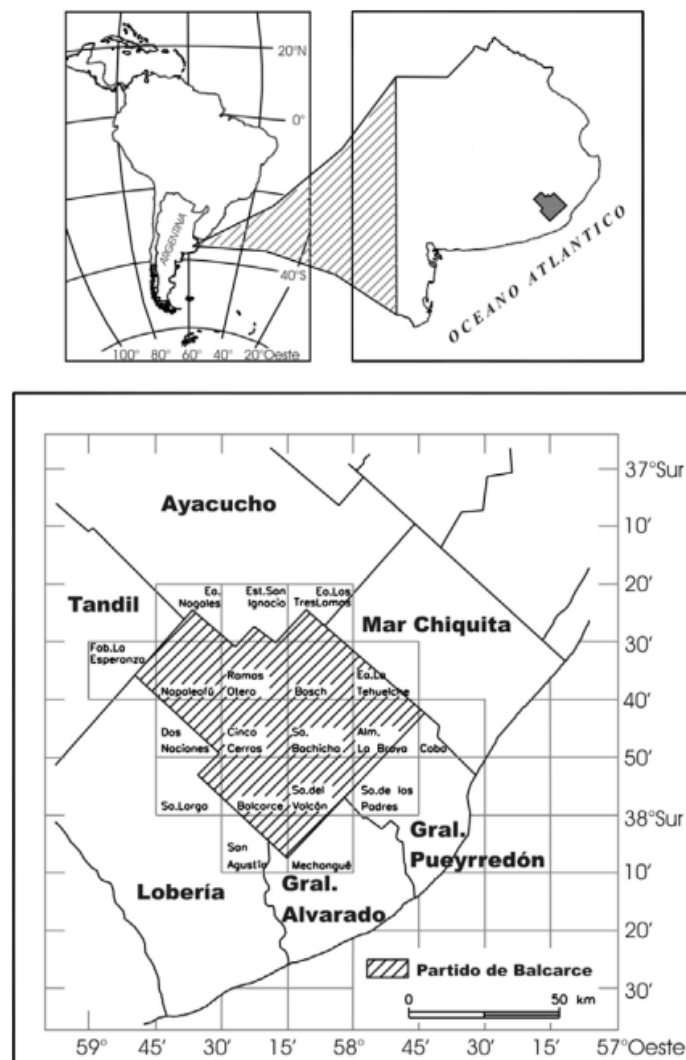 20°N
0°
ARGENTINA
40°S
100° 80° 60° 40° 20°Oeste
OCEANO ATLANTICO
37°Sur
Ayacucho
10'
Ea. Nogales
Est.San Ignacio
Ea.Las TresLomas
20'
Tandil
Mar Chiquita
30'
Fab.La Esperanza
Ramos Otero
Ea.La Tehuelche
Napaleofú
Bosch
40'
Dos Naciones
Cinco Cerros
Sa. Bachicha
Alm. La Brava
Cobo
50'
Sa.Larga
Balcarce
Sa.del Volcán
Sa.de los Padres
38°Sur
San Agustín
Mechongué
Gral. Pueyrredón
10'
Lobería
Gral. Alvarado
20'
Partido de Balcarce
0 50 km
30'
59° 45' 30' 15' 58° 45' 30' 15' 57°Oeste